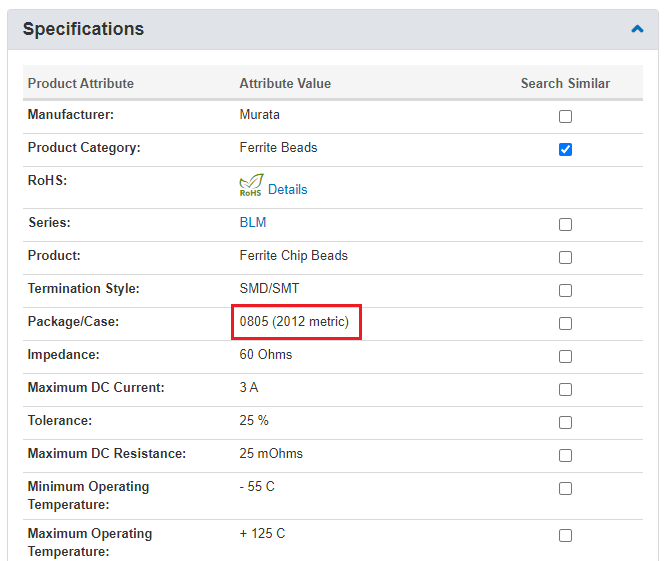 Specifications
Product Attribute Attribute Value Search Similar
Manufacturer: Murata
Product Category: Ferrite Beads
RoHS: RoHS Details
Series: BLM
Product: Ferrite Chip Beads
Termination Style: SMD/SMT
Package/Case: 0805 (2012 metric)
Impedance: 60 Ohms
Maximum DC Current: 3 A
Tolerance: 25 %
Maximum DC Resistance: 25 mOhms
Minimum Operating - 55 C
Temperature:
Maximum Operating + 125 C
Temperature: